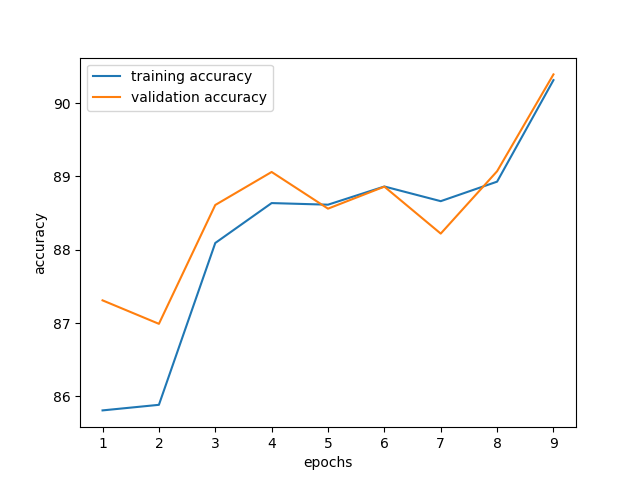 training accuracy
validation accuracy
90
89
88
87
86
accuracy
1 2 3 4 5 6 7 8 9
epochs